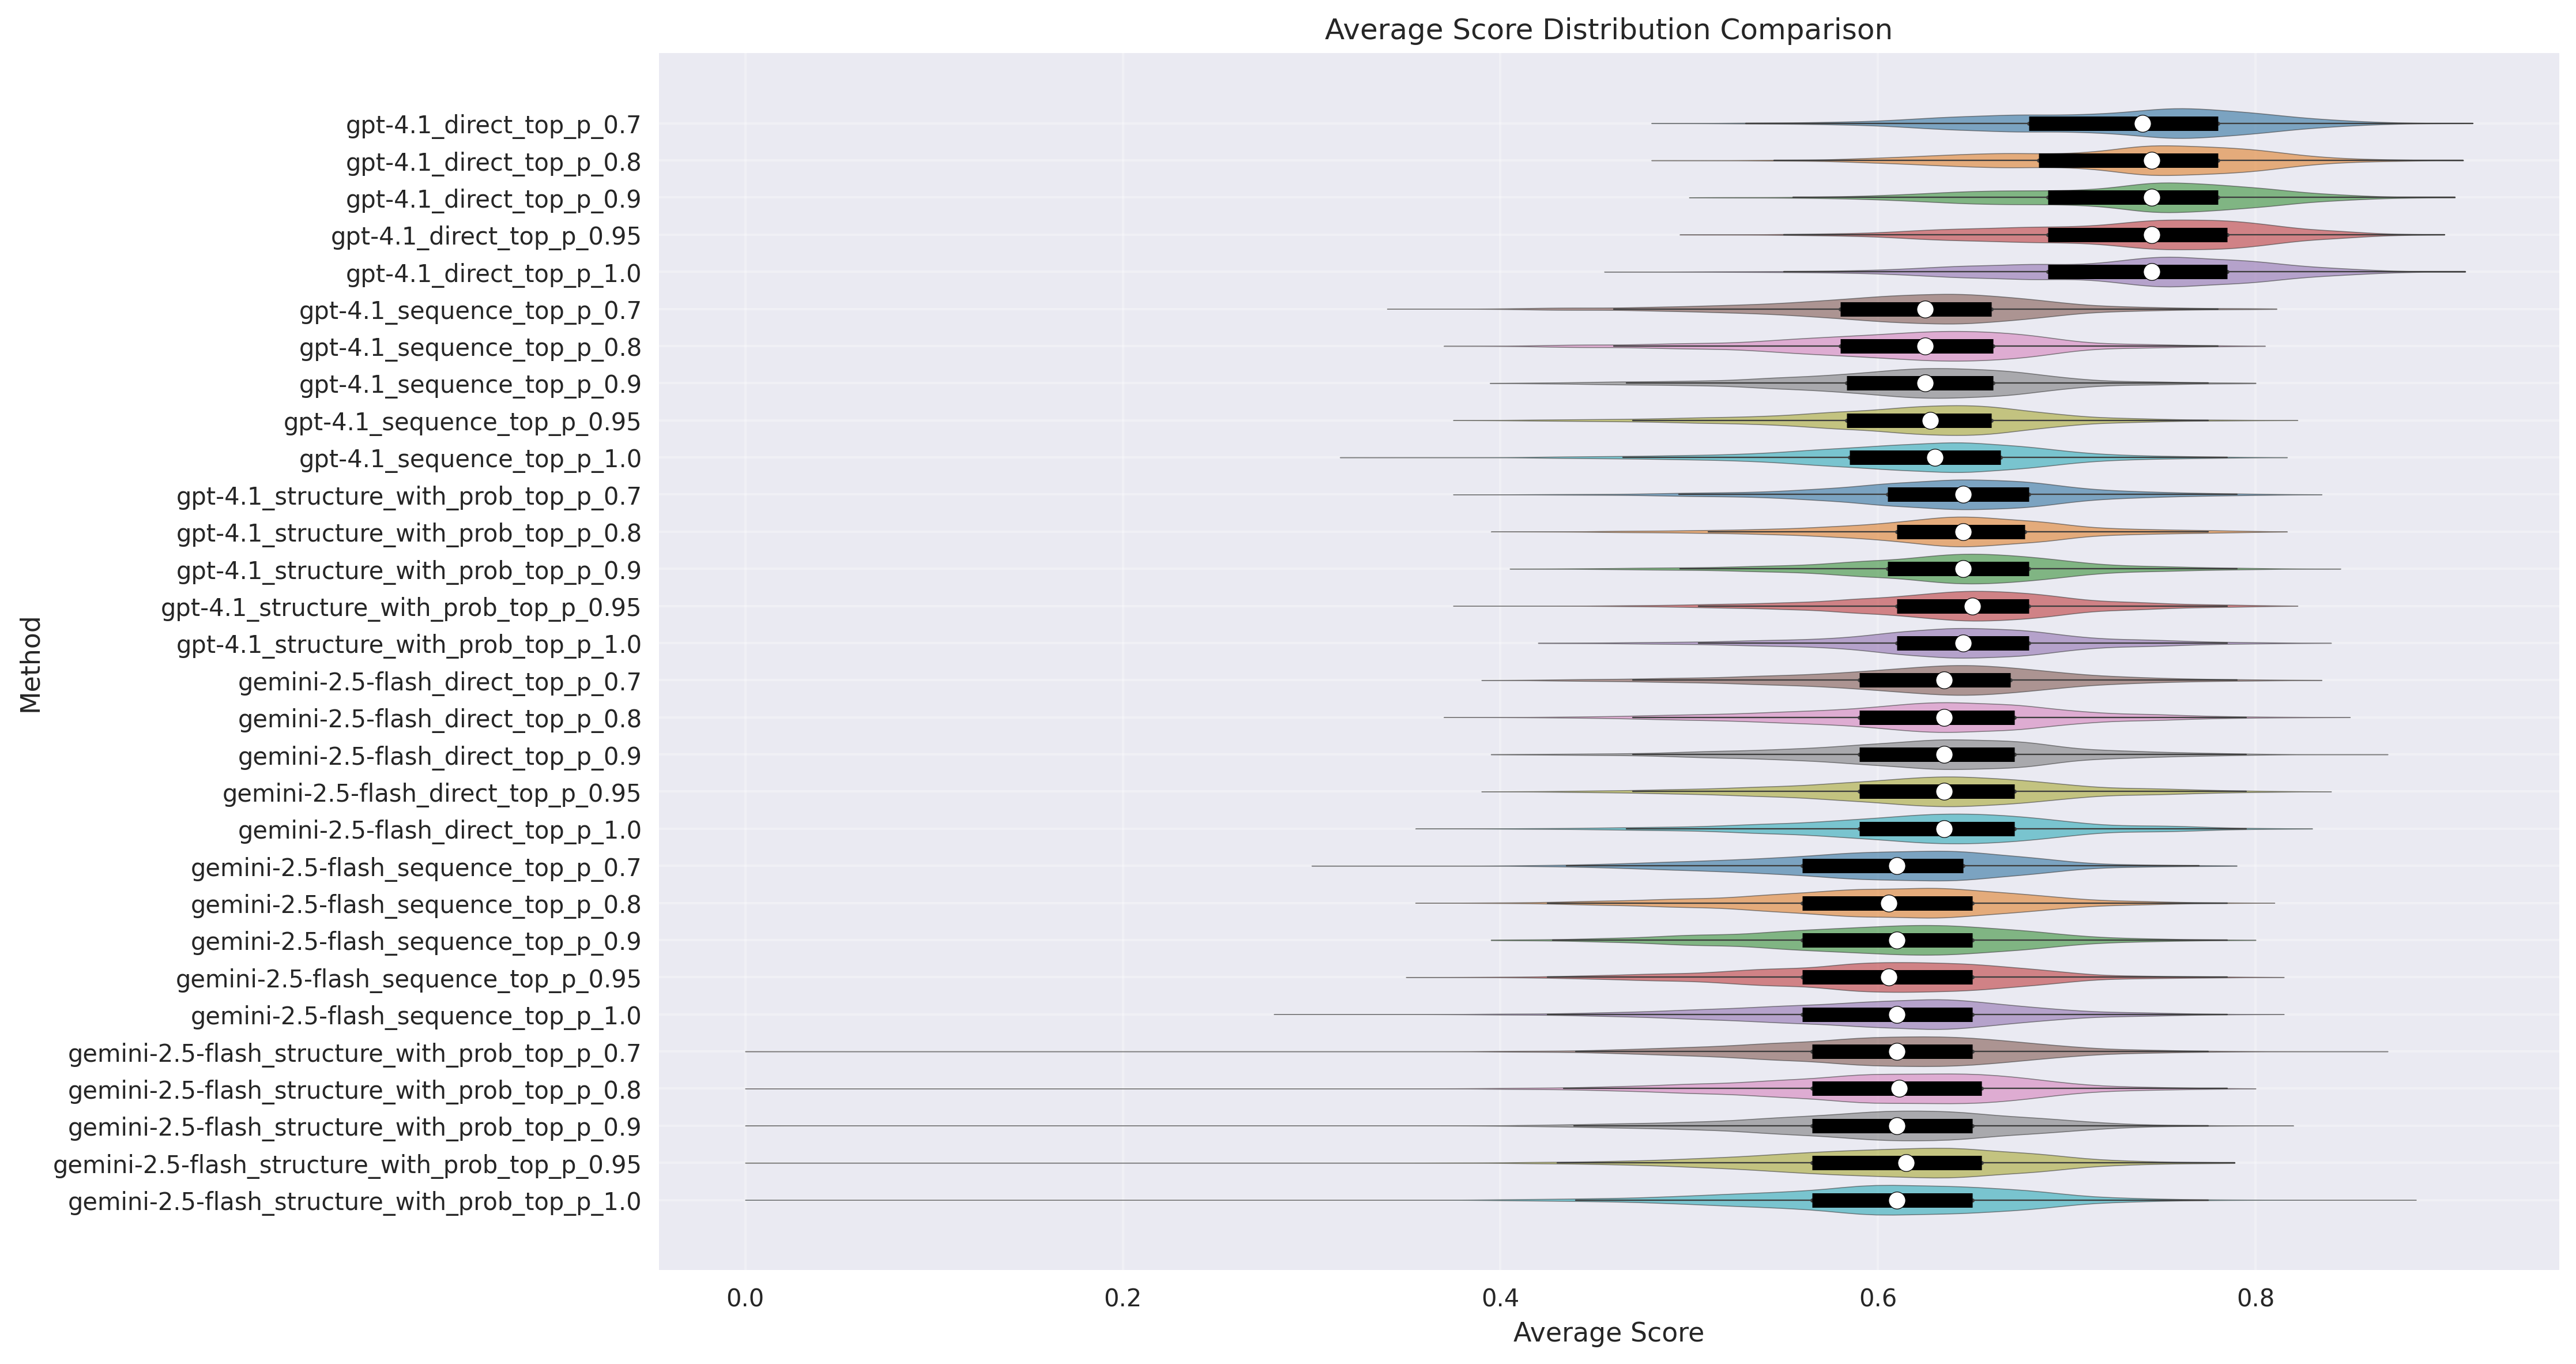 Average Score Distribution Comparison
gpt-4.1_direct_top_p_0.7
gpt-4.1_direct_top_p_0.8
gpt-4.1_direct_top_p_0.9
gpt-4.1_direct_top_p_0.95
gpt-4.1_direct_top_p_1.0
gpt-4.1_sequence_top_p_0.7
gpt-4.1_sequence_top_p_0.8
gpt-4.1_sequence_top_p_0.9
gpt-4.1_sequence_top_p_0.95
gpt-4.1_sequence_top_p_1.0
gpt-4.1_structure_with_prob_top_p_0.7
gpt-4.1_structure_with_prob_top_p_0.8
gpt-4.1_structure_with_prob_top_p_0.9
gpt-4.1_structure_with_prob_top_p_0.95
gpt-4.1_structure_with_prob_top_p_1.0
gemini-2.5-flash_direct_top_p_0.7
gemini-2.5-flash_direct_top_p_0.8
gemini-2.5-flash_direct_top_p_0.9
gemini-2.5-flash_direct_top_p_0.95
gemini-2.5-flash_direct_top_p_1.0
gemini-2.5-flash_sequence_top_p_0.7
gemini-2.5-flash_sequence_top_p_0.8
gemini-2.5-flash_sequence_top_p_0.9
gemini-2.5-flash_sequence_top_p_0.95
gemini-2.5-flash_sequence_top_p_1.0
gemini-2.5-flash_structure_with_prob_top_p_0.7
gemini-2.5-flash_structure_with_prob_top_p_0.8
gemini-2.5-flash_structure_with_prob_top_p_0.9
gemini-2.5-flash_structure_with_prob_top_p_0.95
gemini-2.5-flash_structure_with_prob_top_p_1.0
Method
0.0 0.2 0.4 0.6 0.8
Average Score